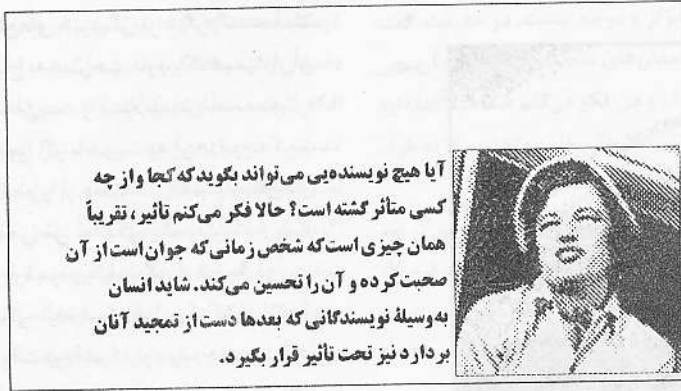 آیا هیچ نویسنده‌یی می‌تواند بگوید که کجا و از چه
کسی متأثر گشته است؟ حالا فکر می‌کنم تأثیر، تقریباً
همان چیزی است که شخص زمانی که جوان است از آن
صحبت کرده و آن را تحسین می‌کند. شاید انسان
به‌وسیلهٔ نویسندگانی که بعدها دست از تمجید آنان
بردارد نیز تحت تأثیر قرار بگیرد.